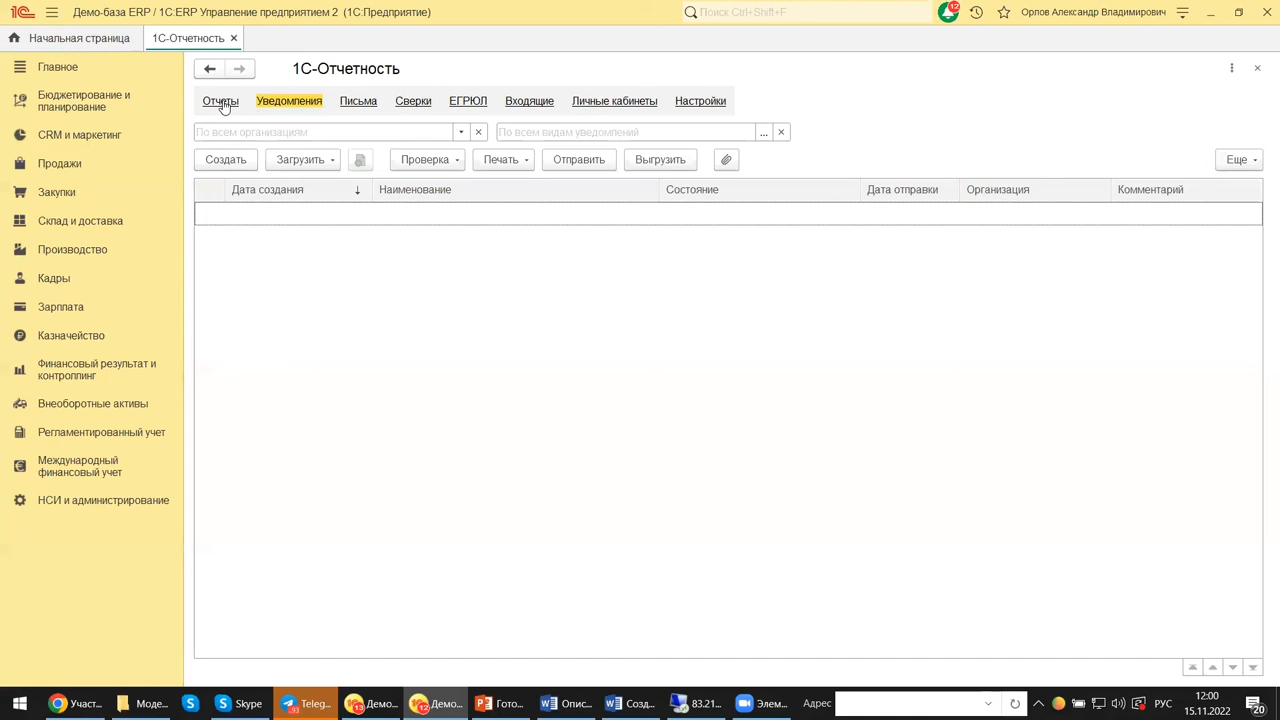 Демо-база ERP / 1С:ERP Управление предприятием 2 (1С:Предприятие)
Поиск Ctrl+Shift+F
12
Орлов Александр Владимирович
Начальная страница
1С-Отчетность
Главное
Бюджетирование и
планирование
CRM и маркетинг
Продажи
Закупки
Склад и доставка
Производство
Кадры
Зарплата
Казначейство
Финансовый результат и
контроллинг
Внеоборотные активы
Регламентированный учет
Международный
финансовый учет
НСИ и администрирование
1С-Отчетность
Отчеты Уведомления Письма Сверки ЕГРЮЛ Входящие Личные кабинеты Настройки
По всем организациям По всем видам уведомлений ...
Создать Загрузить Проверка Печать Отправить Выгрузить Еще
Дата создания Наименование Состояние Дата отправки Организация Комментарий
Участ... Моде... Skype Teleg... Демо... Демо... Гото... Опис... Созд... 83.21... Элем... Адрес РУС
12:00
15.11.2022
20